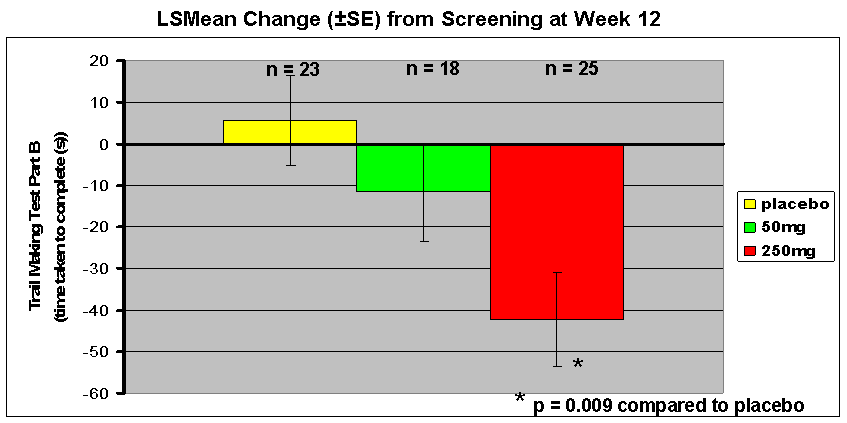 LSMean Change (±SE) from Screening at Week 12
n = 23
n = 18
n = 25
20
10
0
-10
-20
-30
-40
-50
-60
Trail Making Test Part B
(time taken to complete (s))
placebo
50mg
250mg
*
* p = 0.009 compared to placebo